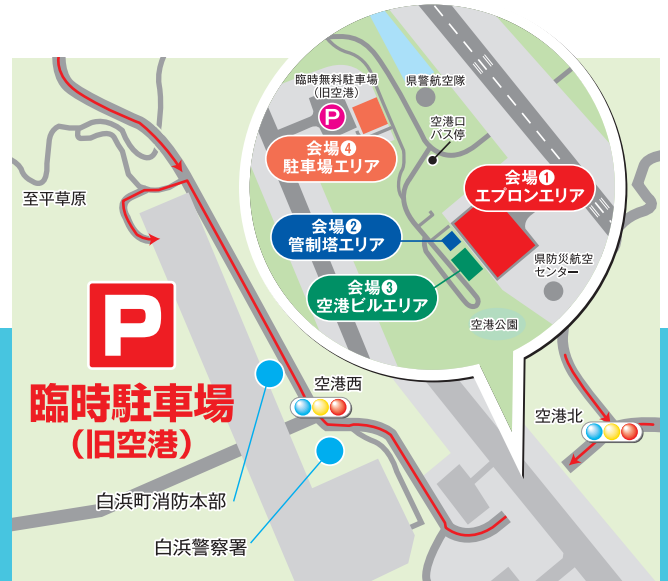 臨時無料駐車場
(旧空港)
P
県警航空隊
空港口
バス停
会場❹
駐車場エリア
会場❶
エプロンエリア
会場❷
管制塔エリア
会場❸
空港ビルエリア
県防災航空
センター
空港公園
至平草原
P
臨時駐車場
(旧空港)
空港西
空港北
白浜町消防本部
白浜警察署